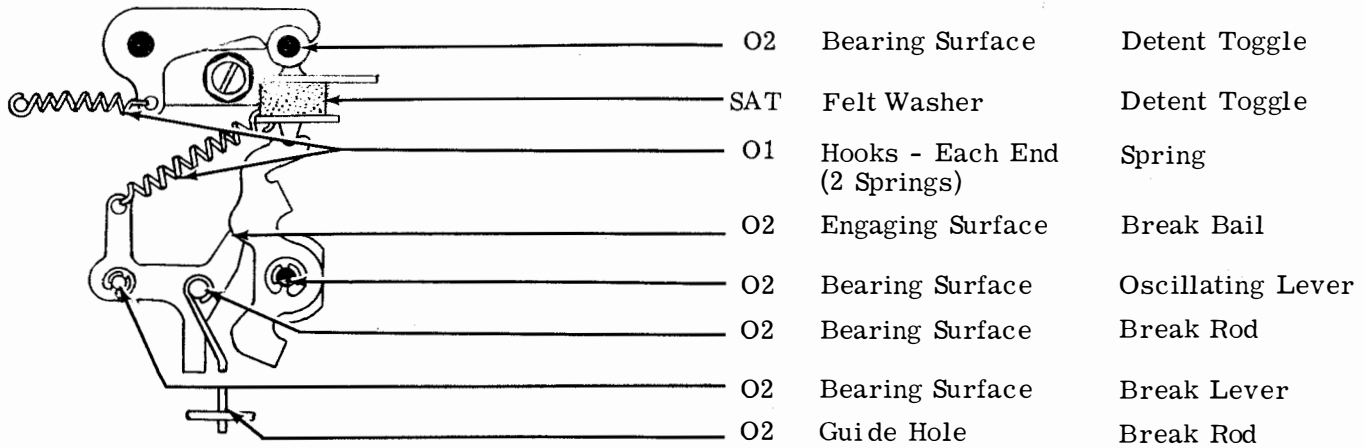 O2 Bearing Surface Detent Toggle
SAT Felt Washer Detent Toggle
O1 Hooks - Each End Spring
(2 Springs)
O2 Engaging Surface Break Bail
O2 Bearing Surface Oscillating Lever
O2 Bearing Surface Break Rod
O2 Bearing Surface Break Lever
O2 Guide Hole Break Rod